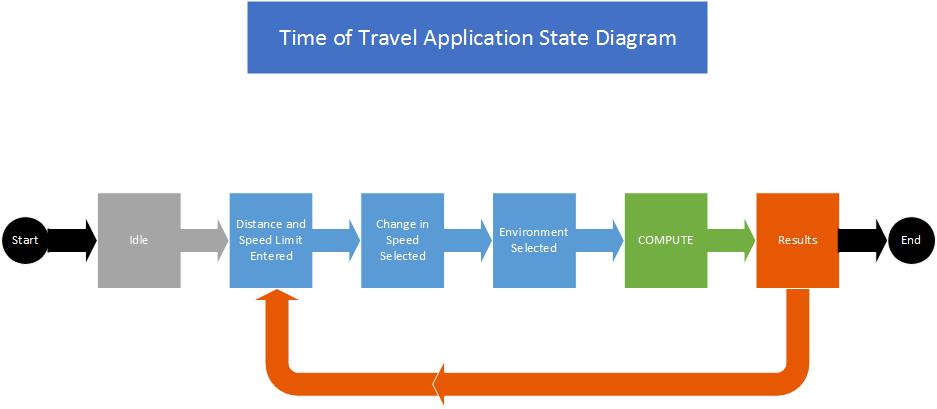 Time of Travel Application State Diagram
Start
Idle
Distance and
Speed Limit
Entered
Change in
Speed
Selected
Environment
Selected
COMPUTE
Results
End